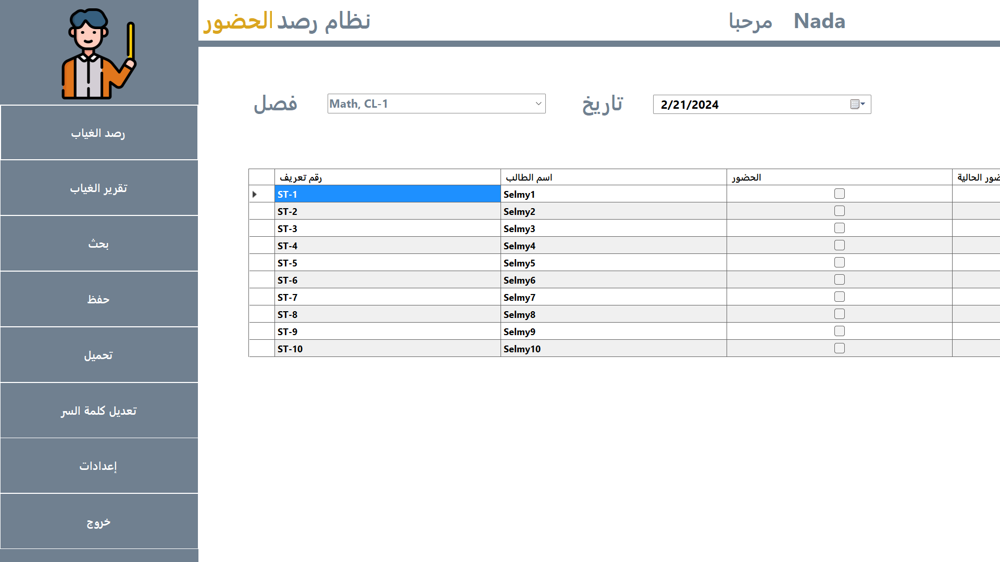 نظام رصد الحضور
مرحبا Nada
رصد الغياب
تقرير الغياب
بحث
حفظ
تحميل
تعديل كلمة السر
إعدادات
خروج
فصل Math, CL-1 تاريخ 2/21/2024
رقم تعريف اسم الطالب الحضور الحالية
ST-1 Selmy1
ST-2 Selmy2
ST-3 Selmy3
ST-4 Selmy4
ST-5 Selmy5
ST-6 Selmy6
ST-7 Selmy7
ST-8 Selmy8
ST-9 Selmy9
ST-10 Selmy10